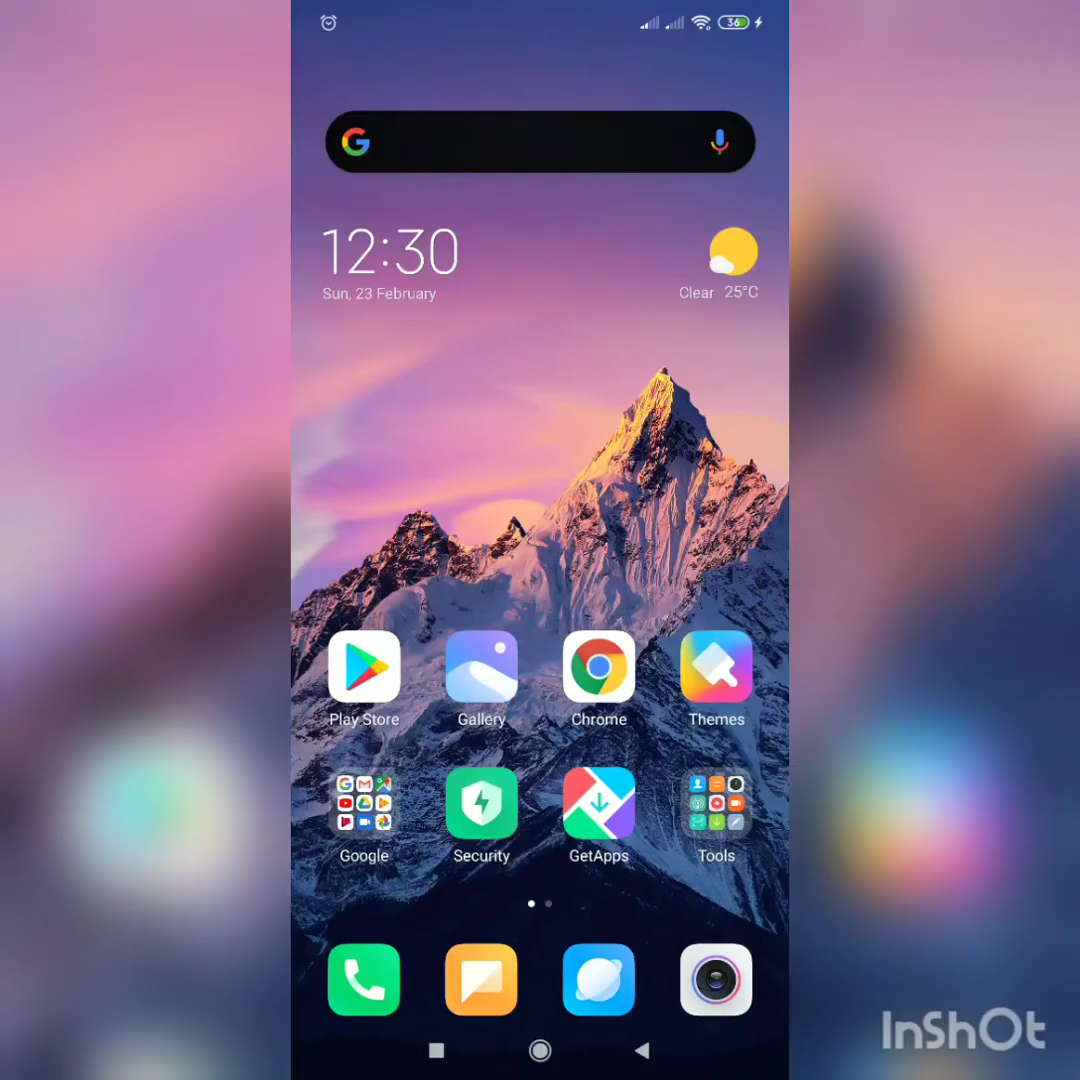 36
12:30
Sun, 23 February
Clear 25°C
Play Store Gallery Chrome Themes
Google Security GetApps Tools
InShOt